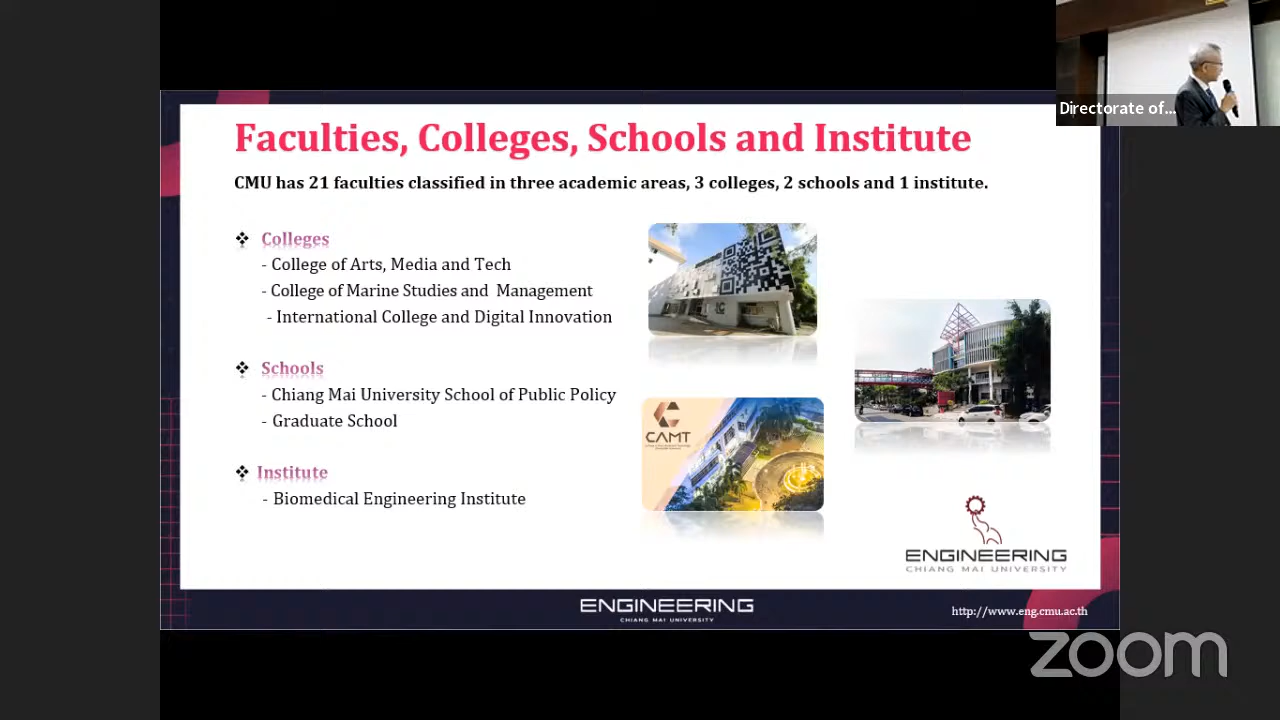 Directorate of...
Faculties, Colleges, Schools and Institute
CMU has 21 faculties classified in three academic areas, 3 colleges, 2 schools and 1 institute.
❖ Colleges
- College of Arts, Media and Tech
- College of Marine Studies and Management
- International College and Digital Innovation
❖ Schools
- Chiang Mai University School of Public Policy
- Graduate School
❖ Institute
- Biomedical Engineering Institute
CAMT
ENGINEERING
CHIANG MAI UNIVERSITY
ENGINEERING
CHIANG MAI UNIVERSITY
http://www.eng.cmu.ac.th
zoom